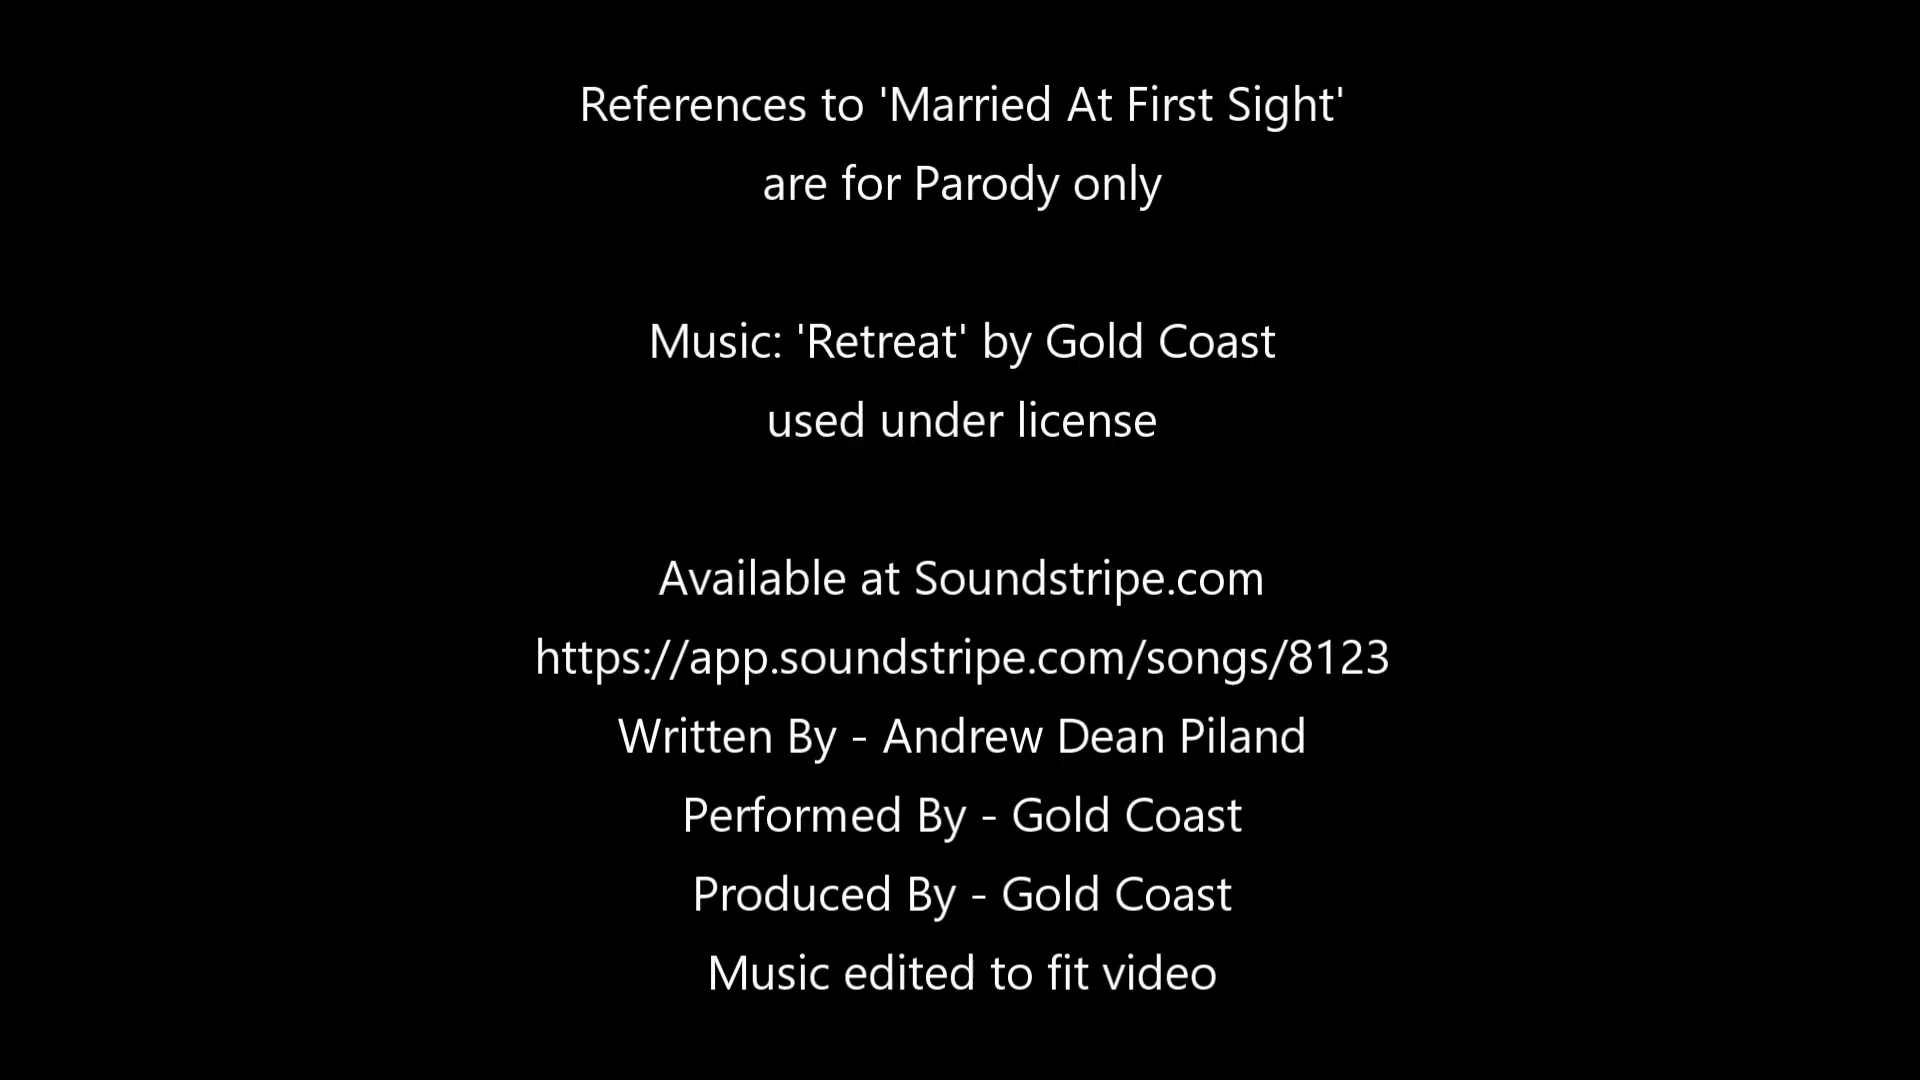 References to 'Married At First Sight'
are for Parody only
Music: 'Retreat' by Gold Coast
used under license
Available at Soundstripe.com
https://app.soundstripe.com/songs/8123
Written By - Andrew Dean Piland
Performed By - Gold Coast
Produced By - Gold Coast
Music edited to fit video